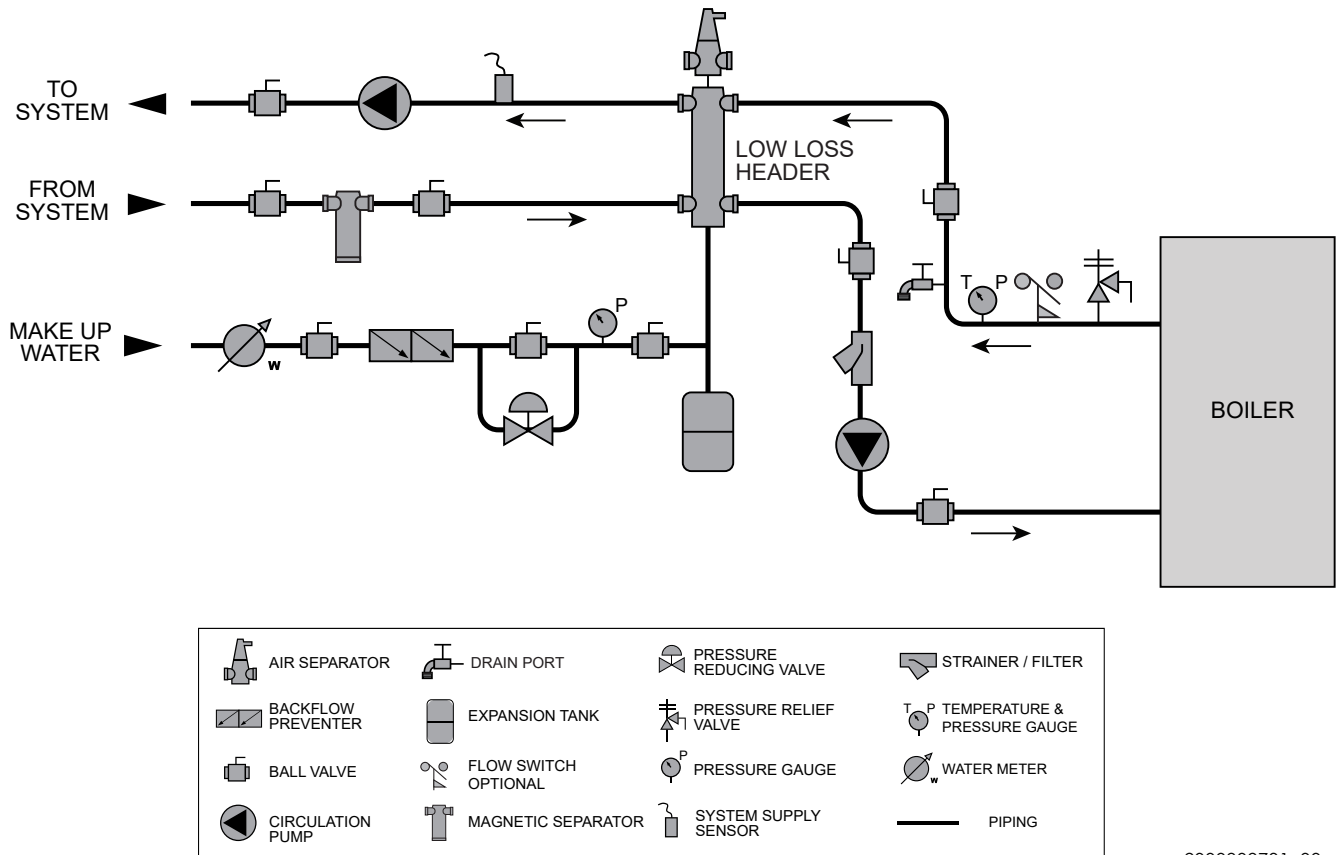 TO
SYSTEM
LOW LOSS
HEADER
FROM
SYSTEM
T
P
P
MAKE UP
WATER
w
BOILER
AIR SEPARATOR
DRAIN PORT
PRESSURE
REDUCING VALVE
STRAINER / FILTER
BACKFLOW
PREVENTER
EXPANSION TANK
PRESSURE RELIEF
VALVE
T
P
TEMPERATURE &
PRESSURE GAUGE
BALL VALVE
FLOW SWITCH
OPTIONAL
P
PRESSURE GAUGE
w
WATER METER
CIRCULATION
PUMP
MAGNETIC SEPARATOR
SYSTEM SUPPLY
SENSOR
PIPING